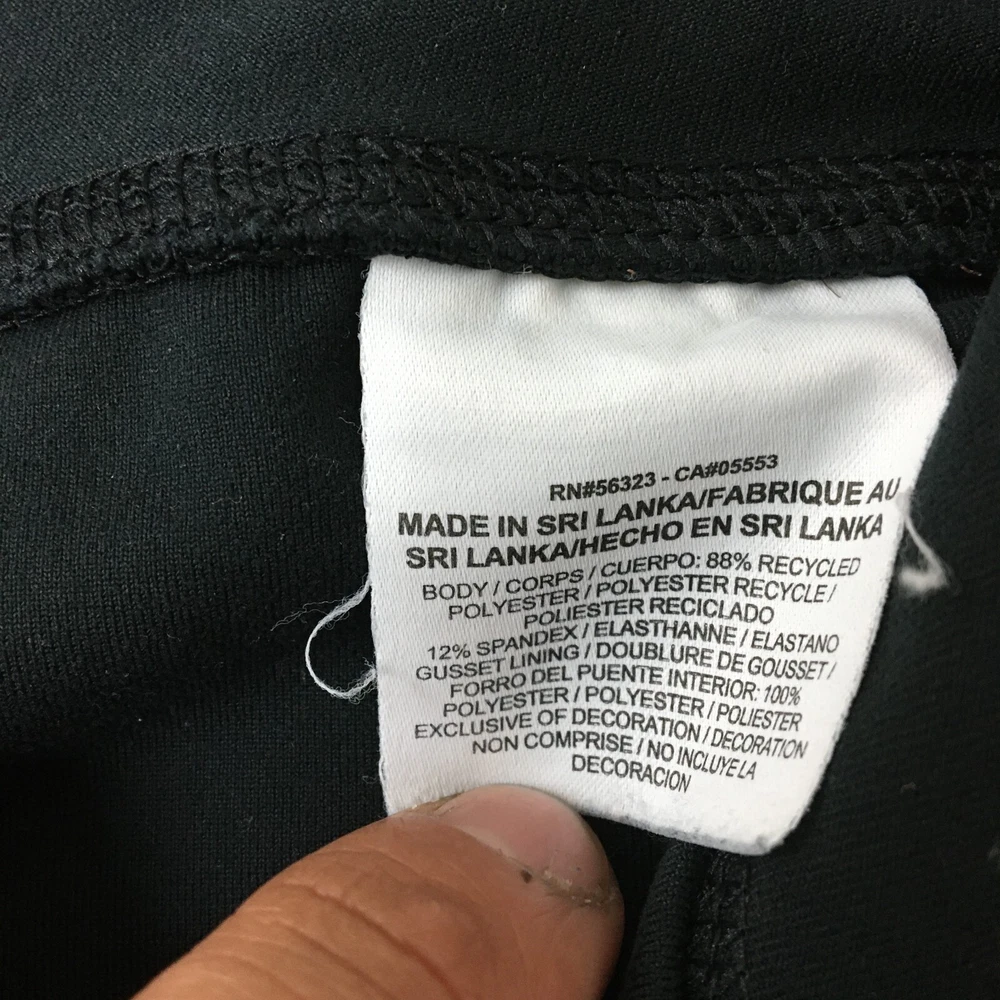 RN#56323 - CA#05553
MADE IN SRI LANKA/FABRIQUE AU
SRI LANKA/HECHO EN SRI LANKA
BODY / CORPS / CUERPO: 88% RECYCLED
POLYESTER / POLYESTER RECYCLE /
POLIESTER RECICLADO
12% SPANDEX / ELASTHANNE / ELASTANO
GUSSET LINING / DOUBLURE DE GOUSSET /
FORRO DEL PUENTE INTERIOR: 100%
POLYESTER / POLYESTER / POLIESTER
EXCLUSIVE OF DECORATION / DECORATION
NON COMPRISE / NO INCLUYE LA
DECORACION